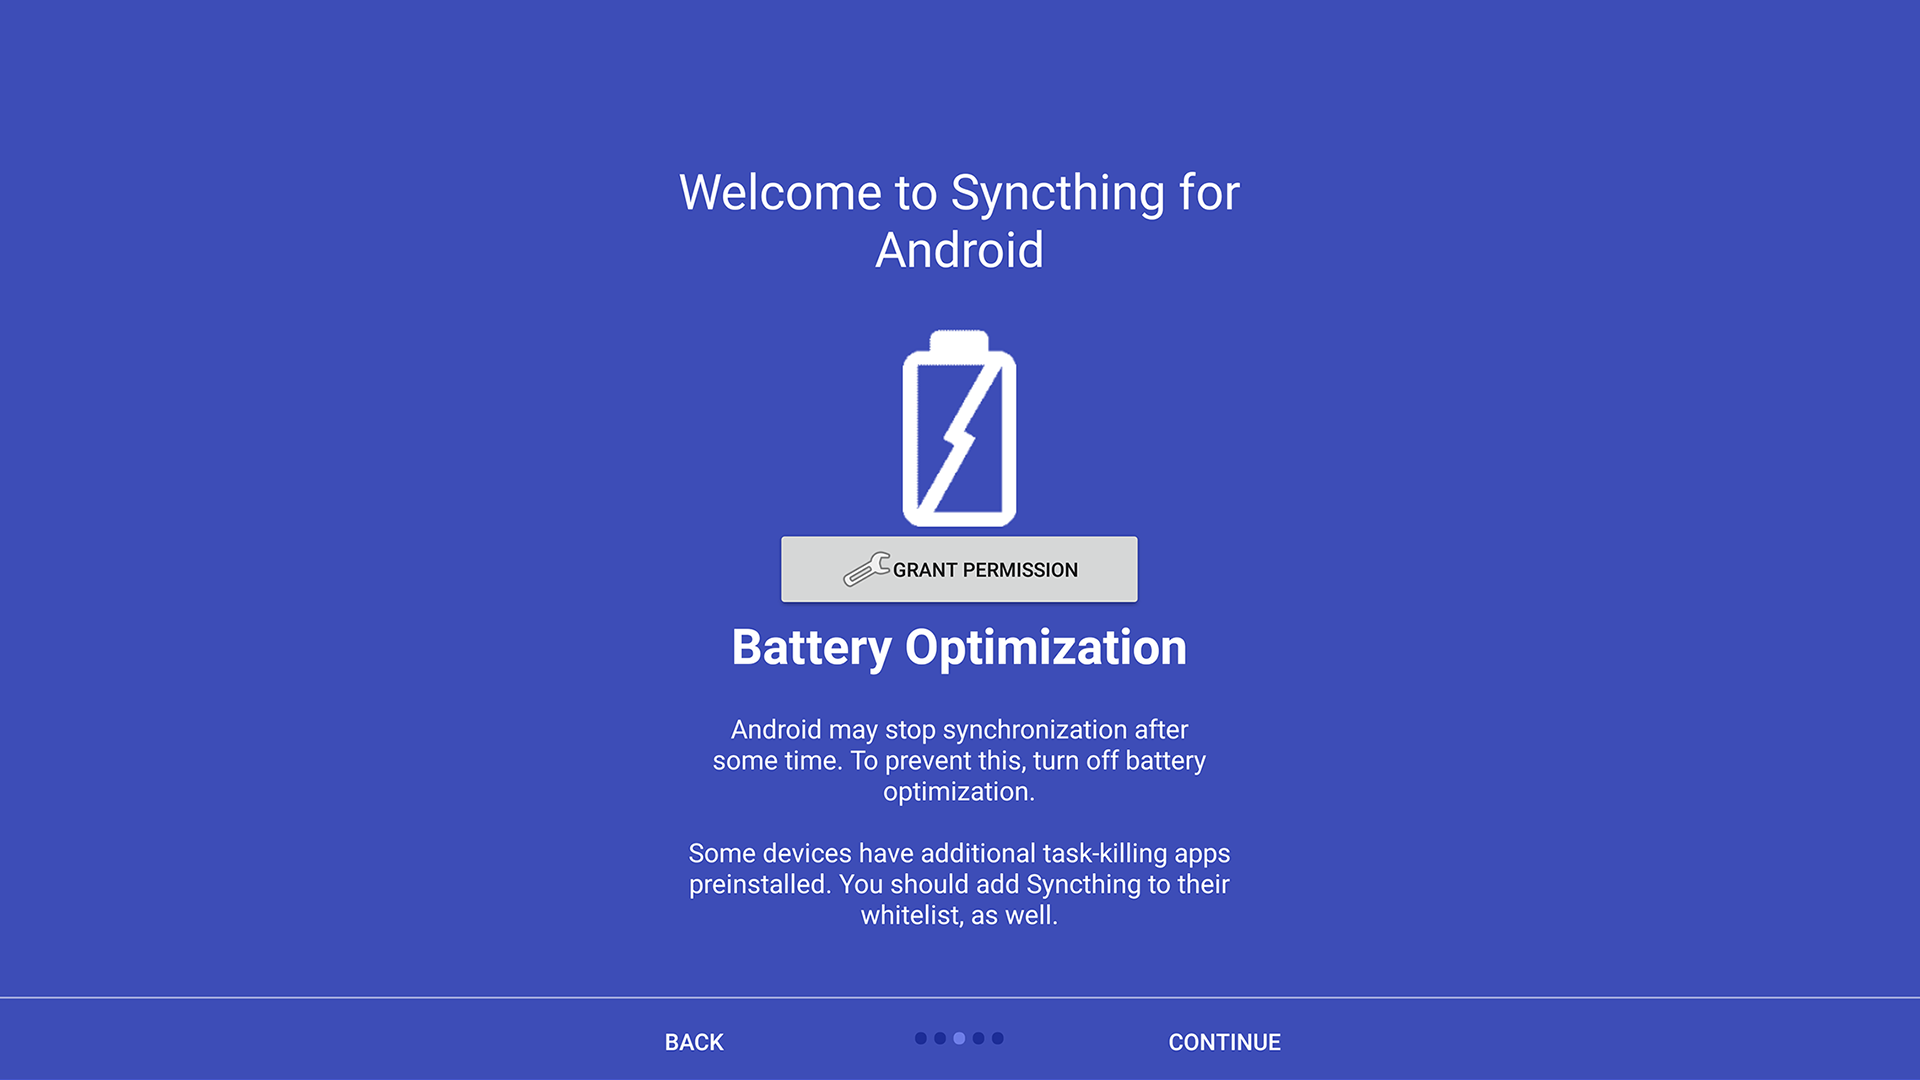 Welcome to Syncthing for
Android
GRANT PERMISSION
Battery Optimization
Android may stop synchronization after
some time. To prevent this, turn off battery
optimization.
Some devices have additional task-killing apps
preinstalled. You should add Syncthing to their
whitelist, as well.
BACK
CONTINUE